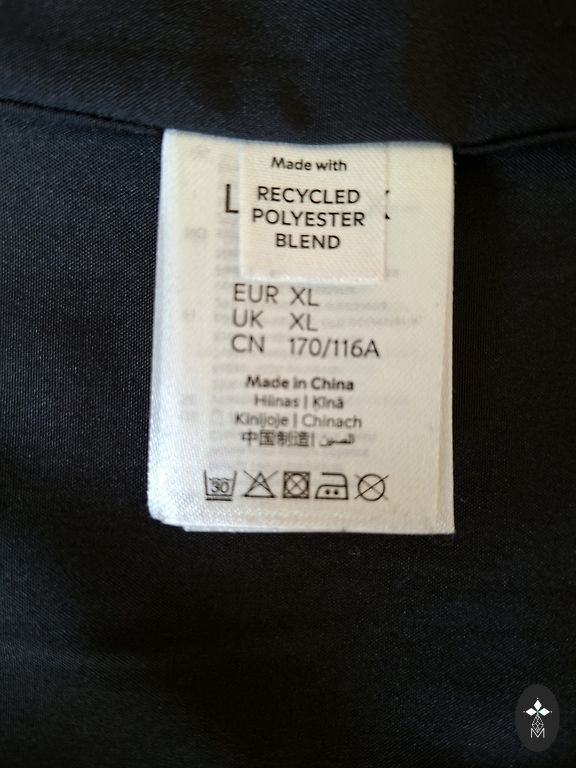 Made with
RECYCLED
POLYESTER
BLEND
EUR XL
UK XL
CN 170/116A
Made in China
Hiinas | Ķīnā
Kinijoje | Chinach
中国制造| الصين
30
M